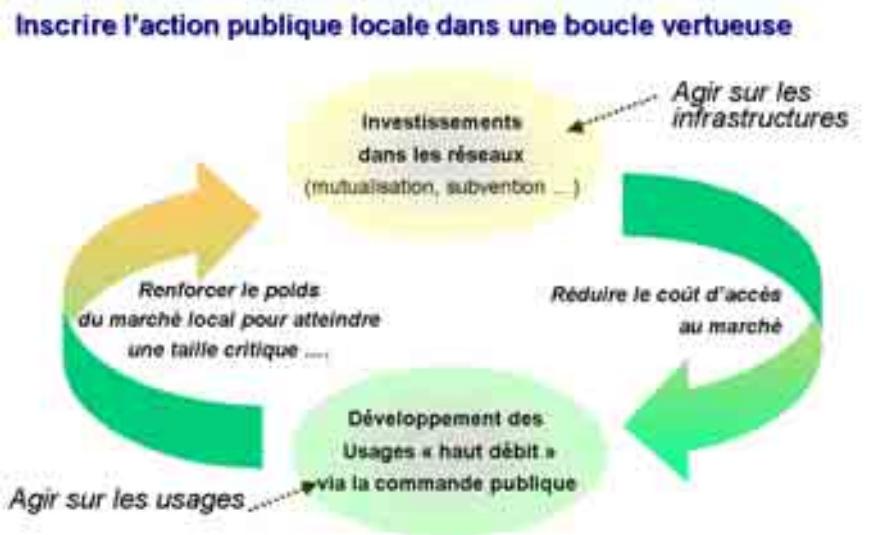 Inscrire l'action publique locale dans une boucle vertueuse
Agir sur les
infrastructures
Investissements
dans les réseaux
(mutualisation, subvention ...)
Renforcer le poids
du marché local pour atteindre
une taille critique ....
Réduire le coût d'accès
au marché
Développement des
Usages « haut débit »
via la commande publique
Agir sur les usages